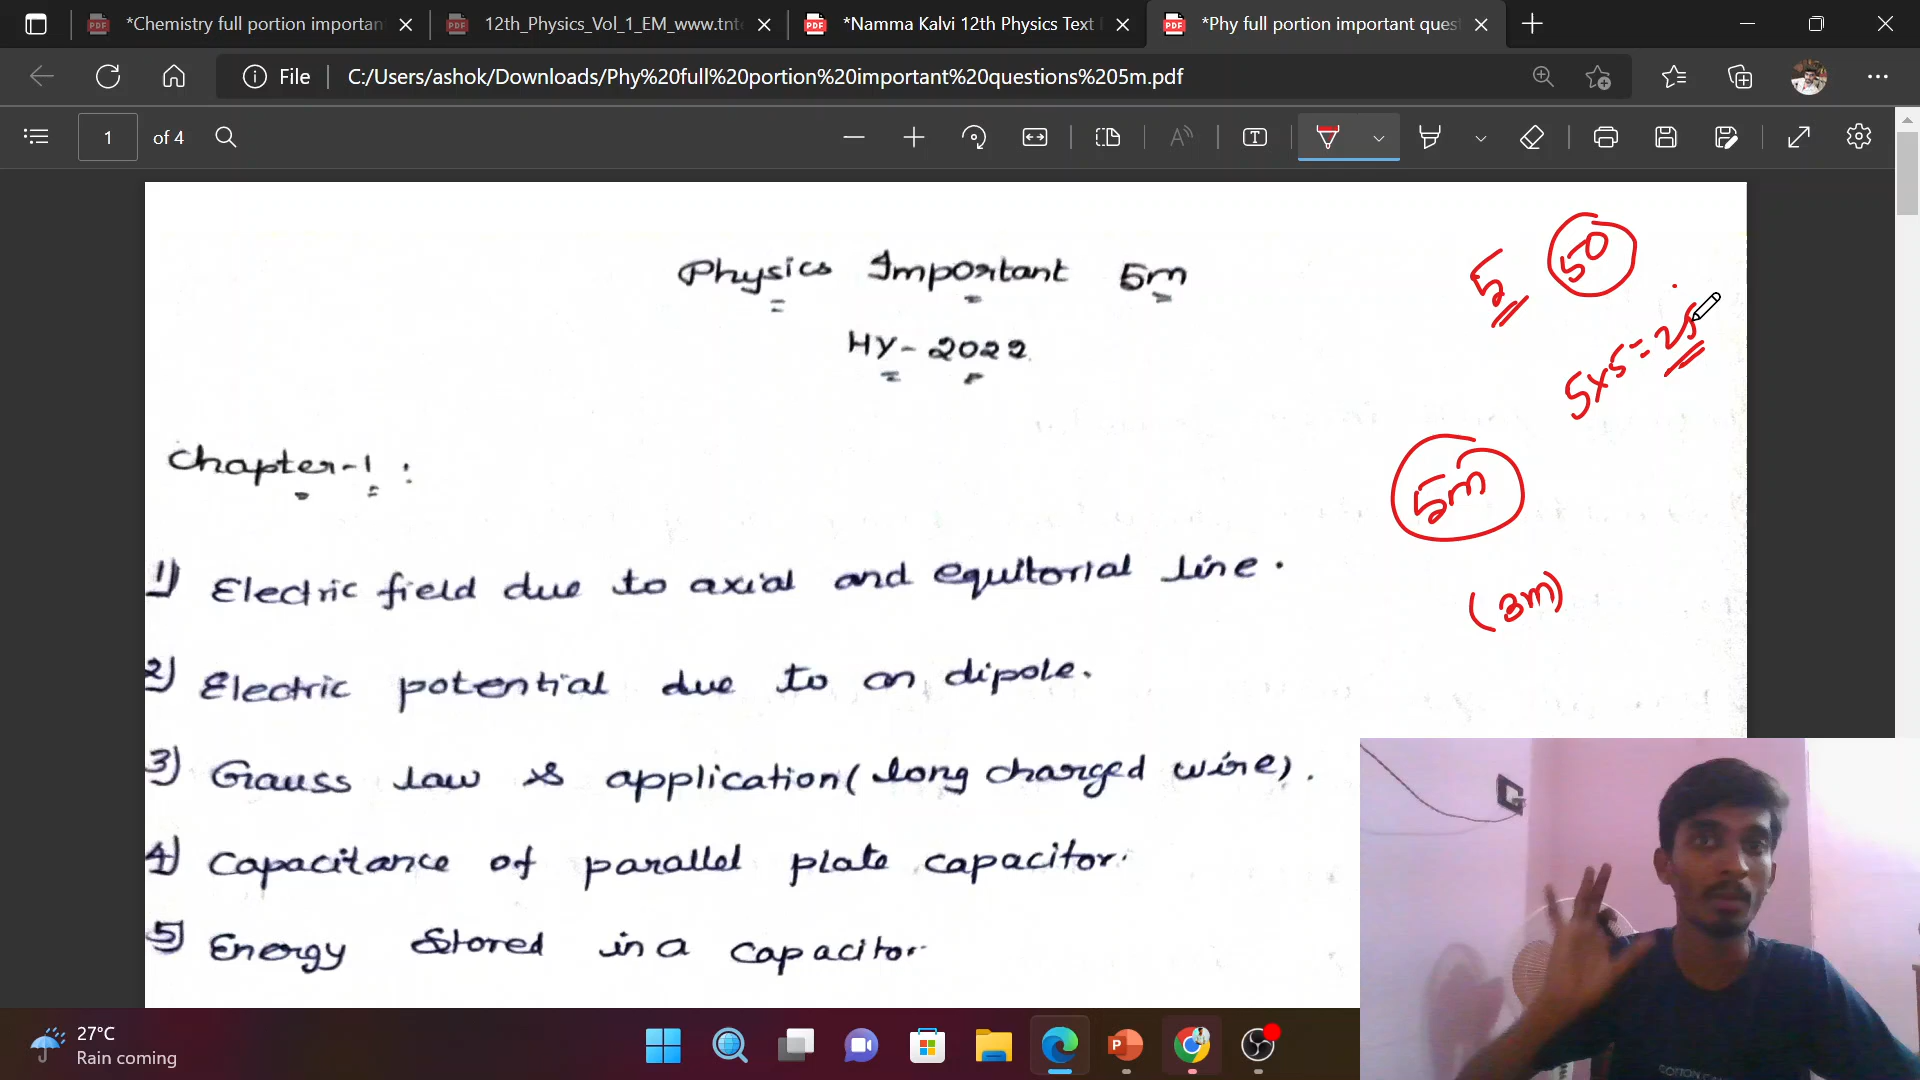 *Chemistry full portion importan
12th_Physics_Vol_1_EM_www.tnt
*Namma Kalvi 12th Physics Text
*Phy full portion important ques
File
C:/Users/ashok/Downloads/Phy%20full%20portion%20important%20questions%205m.pdf
1 of 4
Physics Important 5m
HY-2022
5 50
5x5=25
Chapter-1:
5m
1) Electric field due to axial and equitorial line.
(3m)
2) Electric potential due to an dipole.
3) Grauss law & application (long charged wire).
4) Capacitance of parallel plate capacitor.
5) Energy Stored in a capacitor
G
27°C
Rain coming